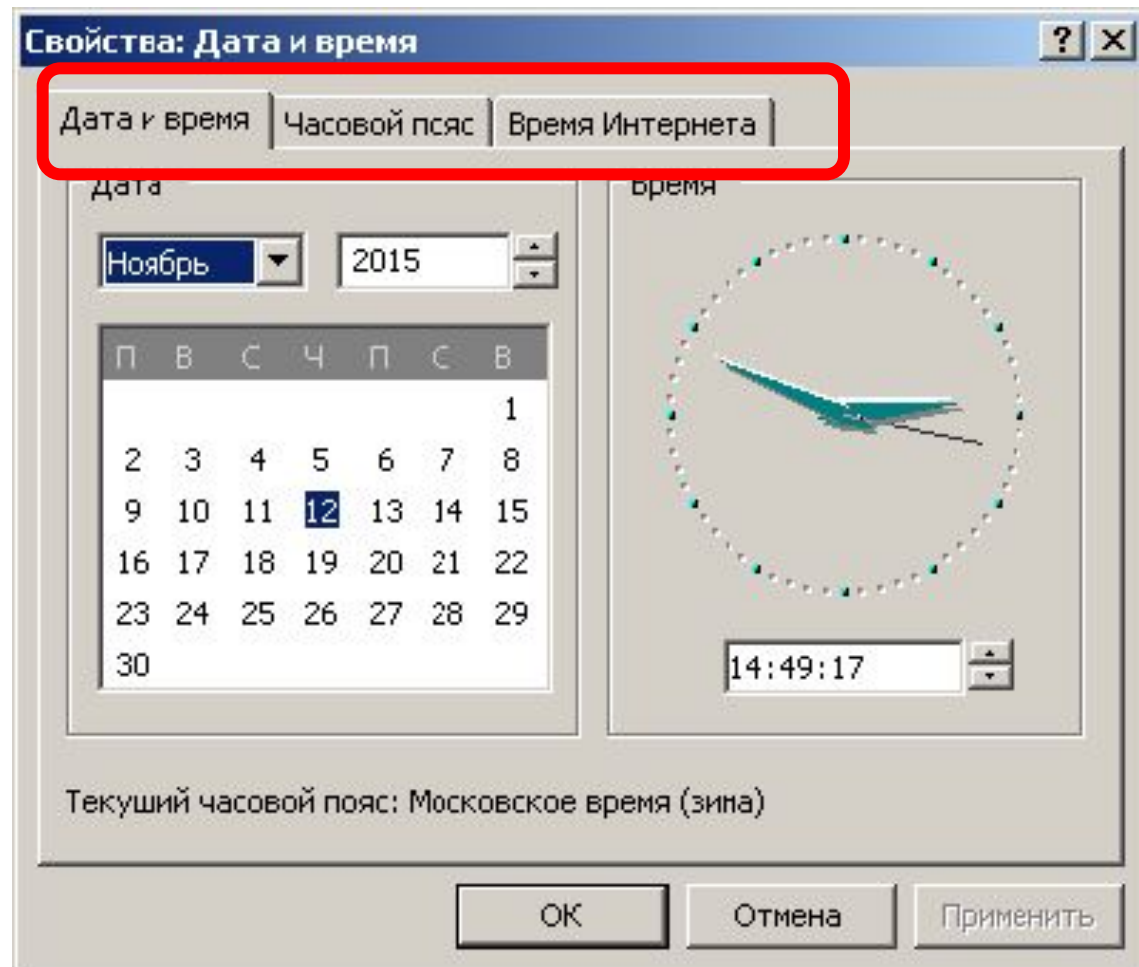 Свойства: Дата и время
Дата и время Часовой пояс Время Интернета
Дата
Время
Ноябрь 2015
П В С Ч П С В
1
2 3 4 5 6 7 8
9 10 11 12 13 14 15
16 17 18 19 20 21 22
23 24 25 26 27 28 29
30
14:49:17
Текущий часовой пояс: Московское время (зима)
ОК Отмена Применить